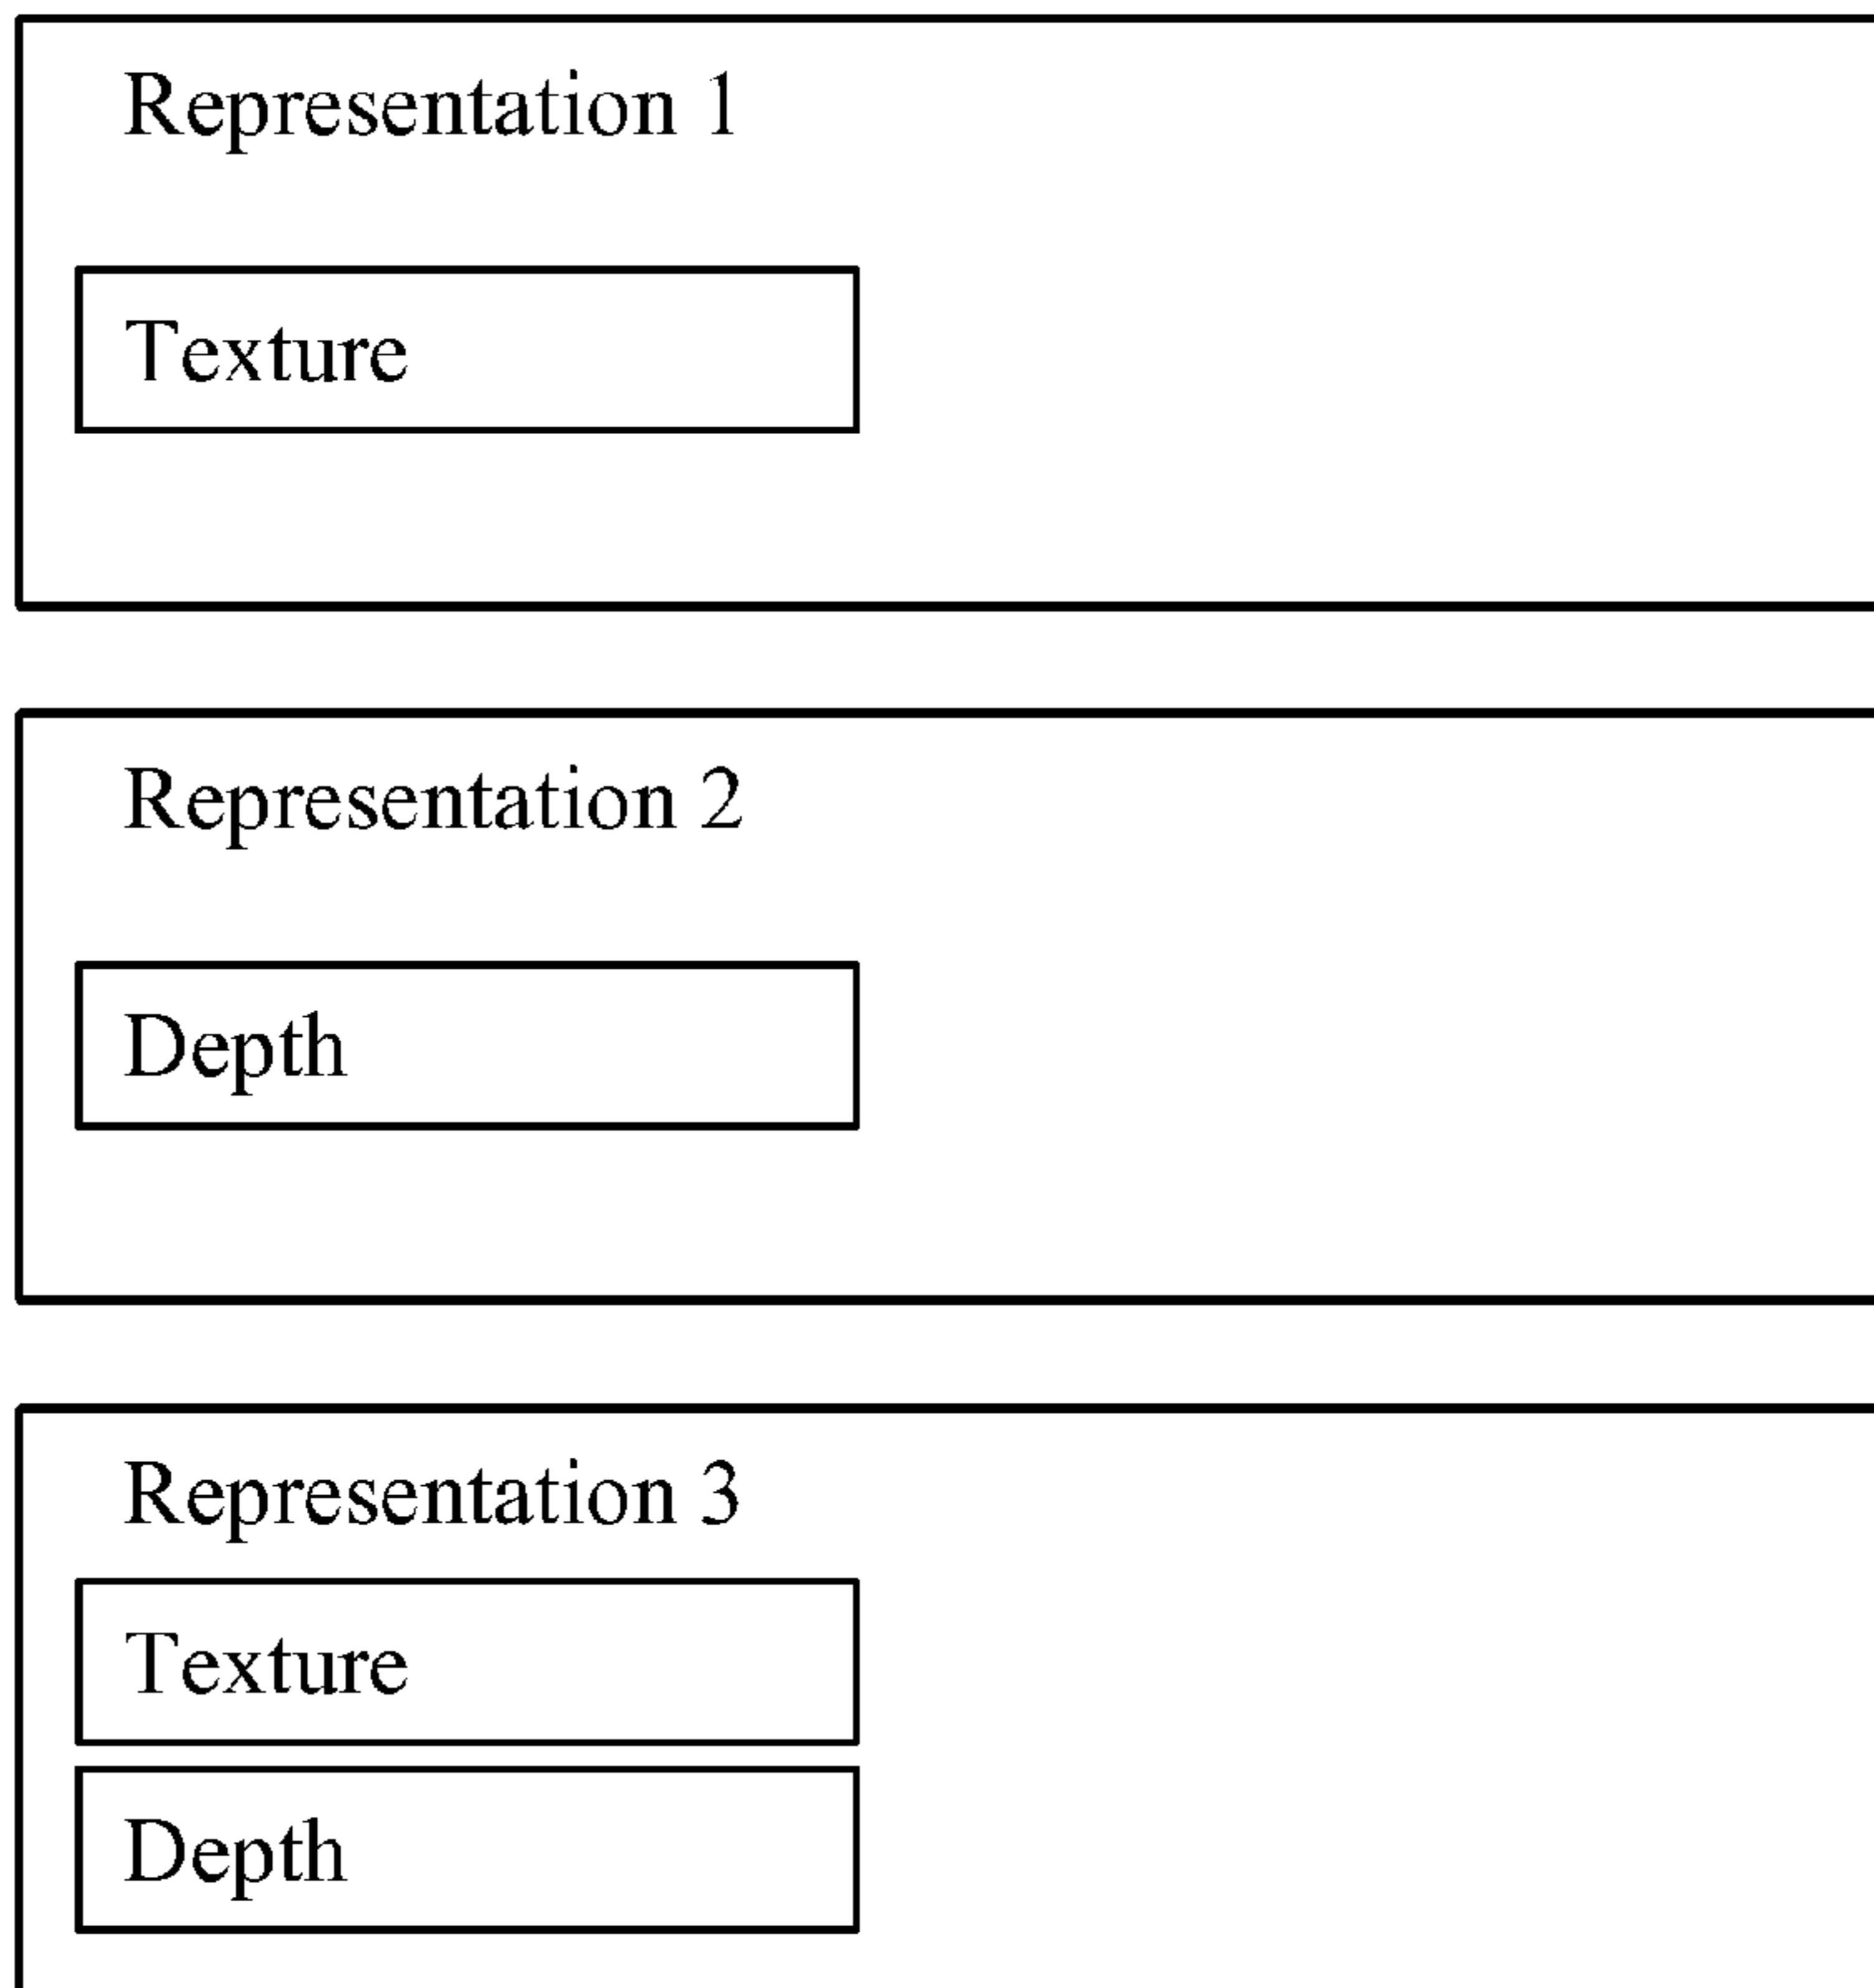 Representation 1
Texture
Representation 2
Depth
Representation 3
Texture
Depth